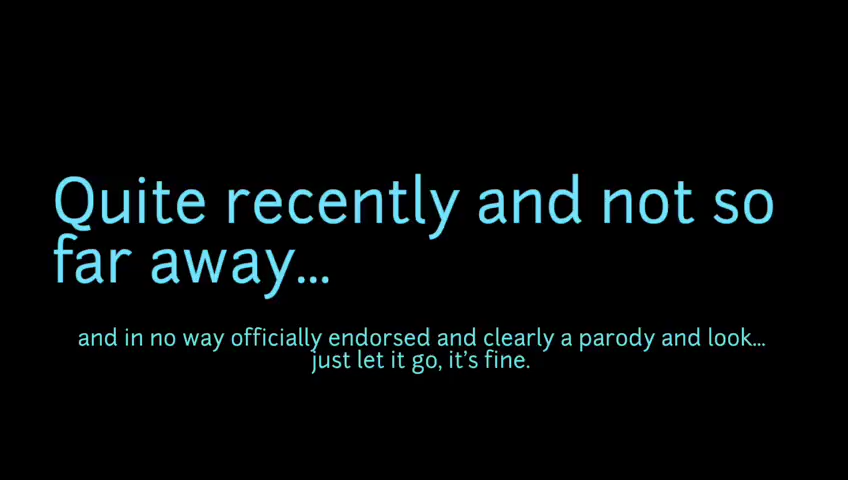 Quite recently and not so
far away...
and in no way officially endorsed and clearly a parody and look...
just let it go, it’s fine.